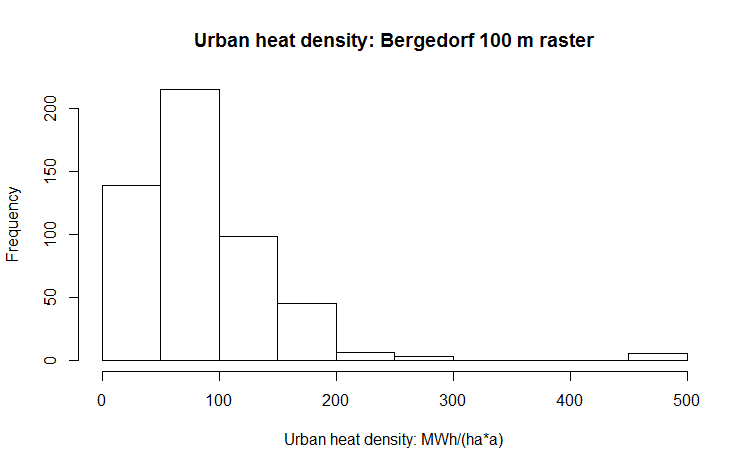 Urban heat density: Bergedorf 100 m raster
200
150
100
50
0
Frequency
0 100 200 300 400 500
Urban heat density: MWh/(ha*a)